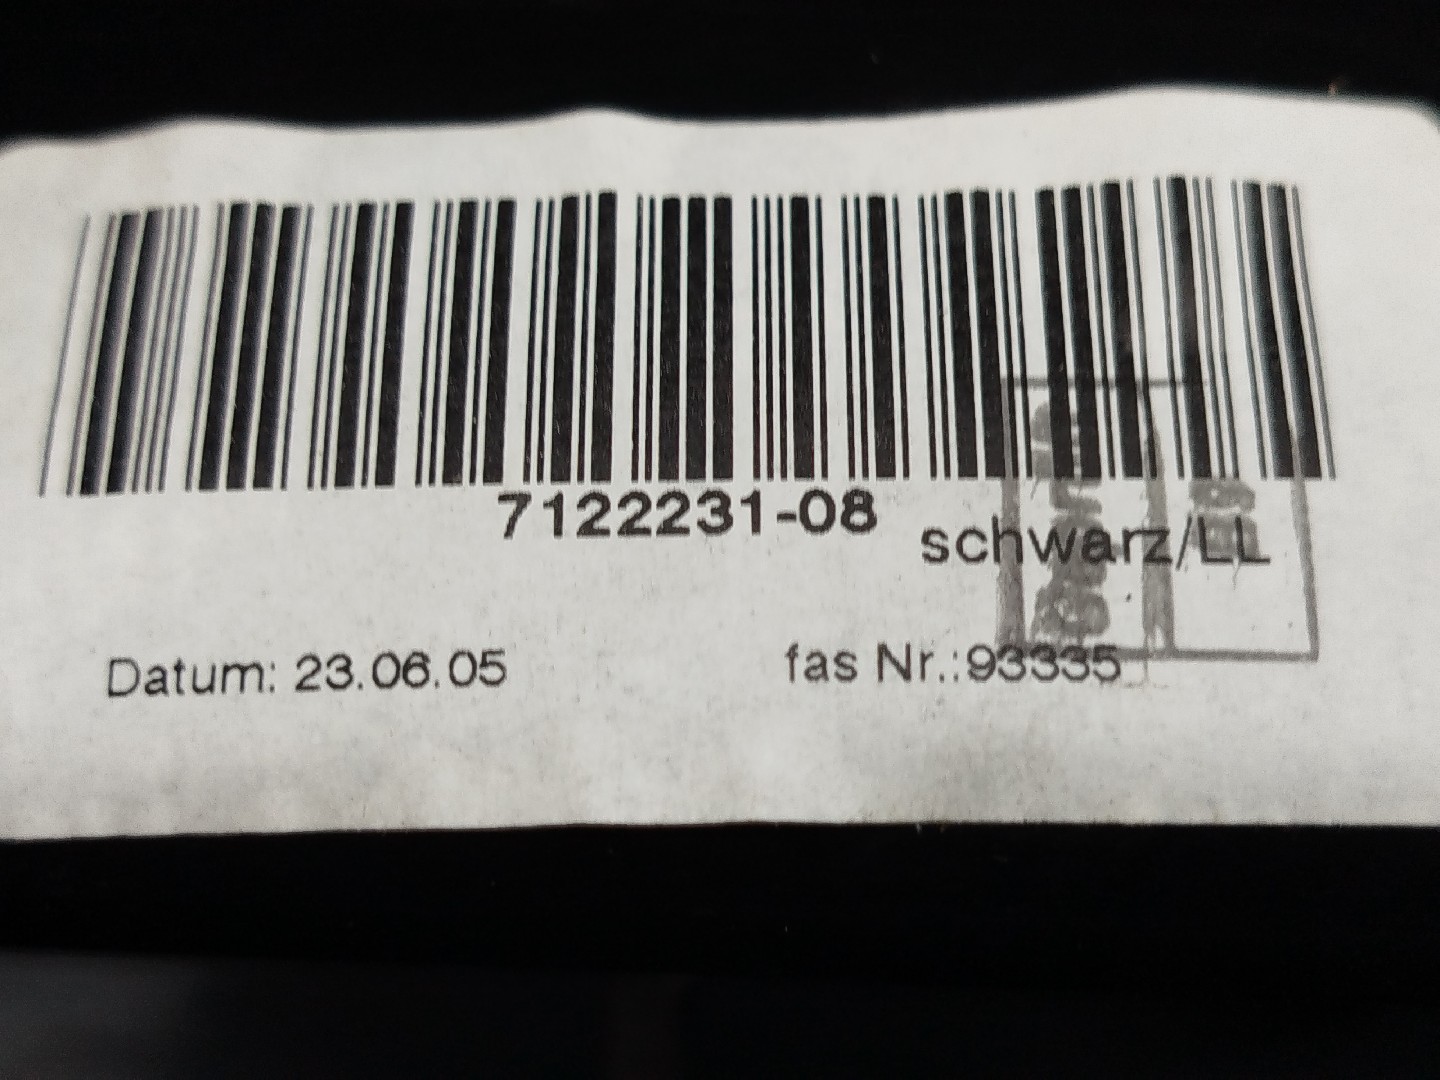 7122231-08
schwarz/LL
Datum: 23.06.05
fas Nr.:93335